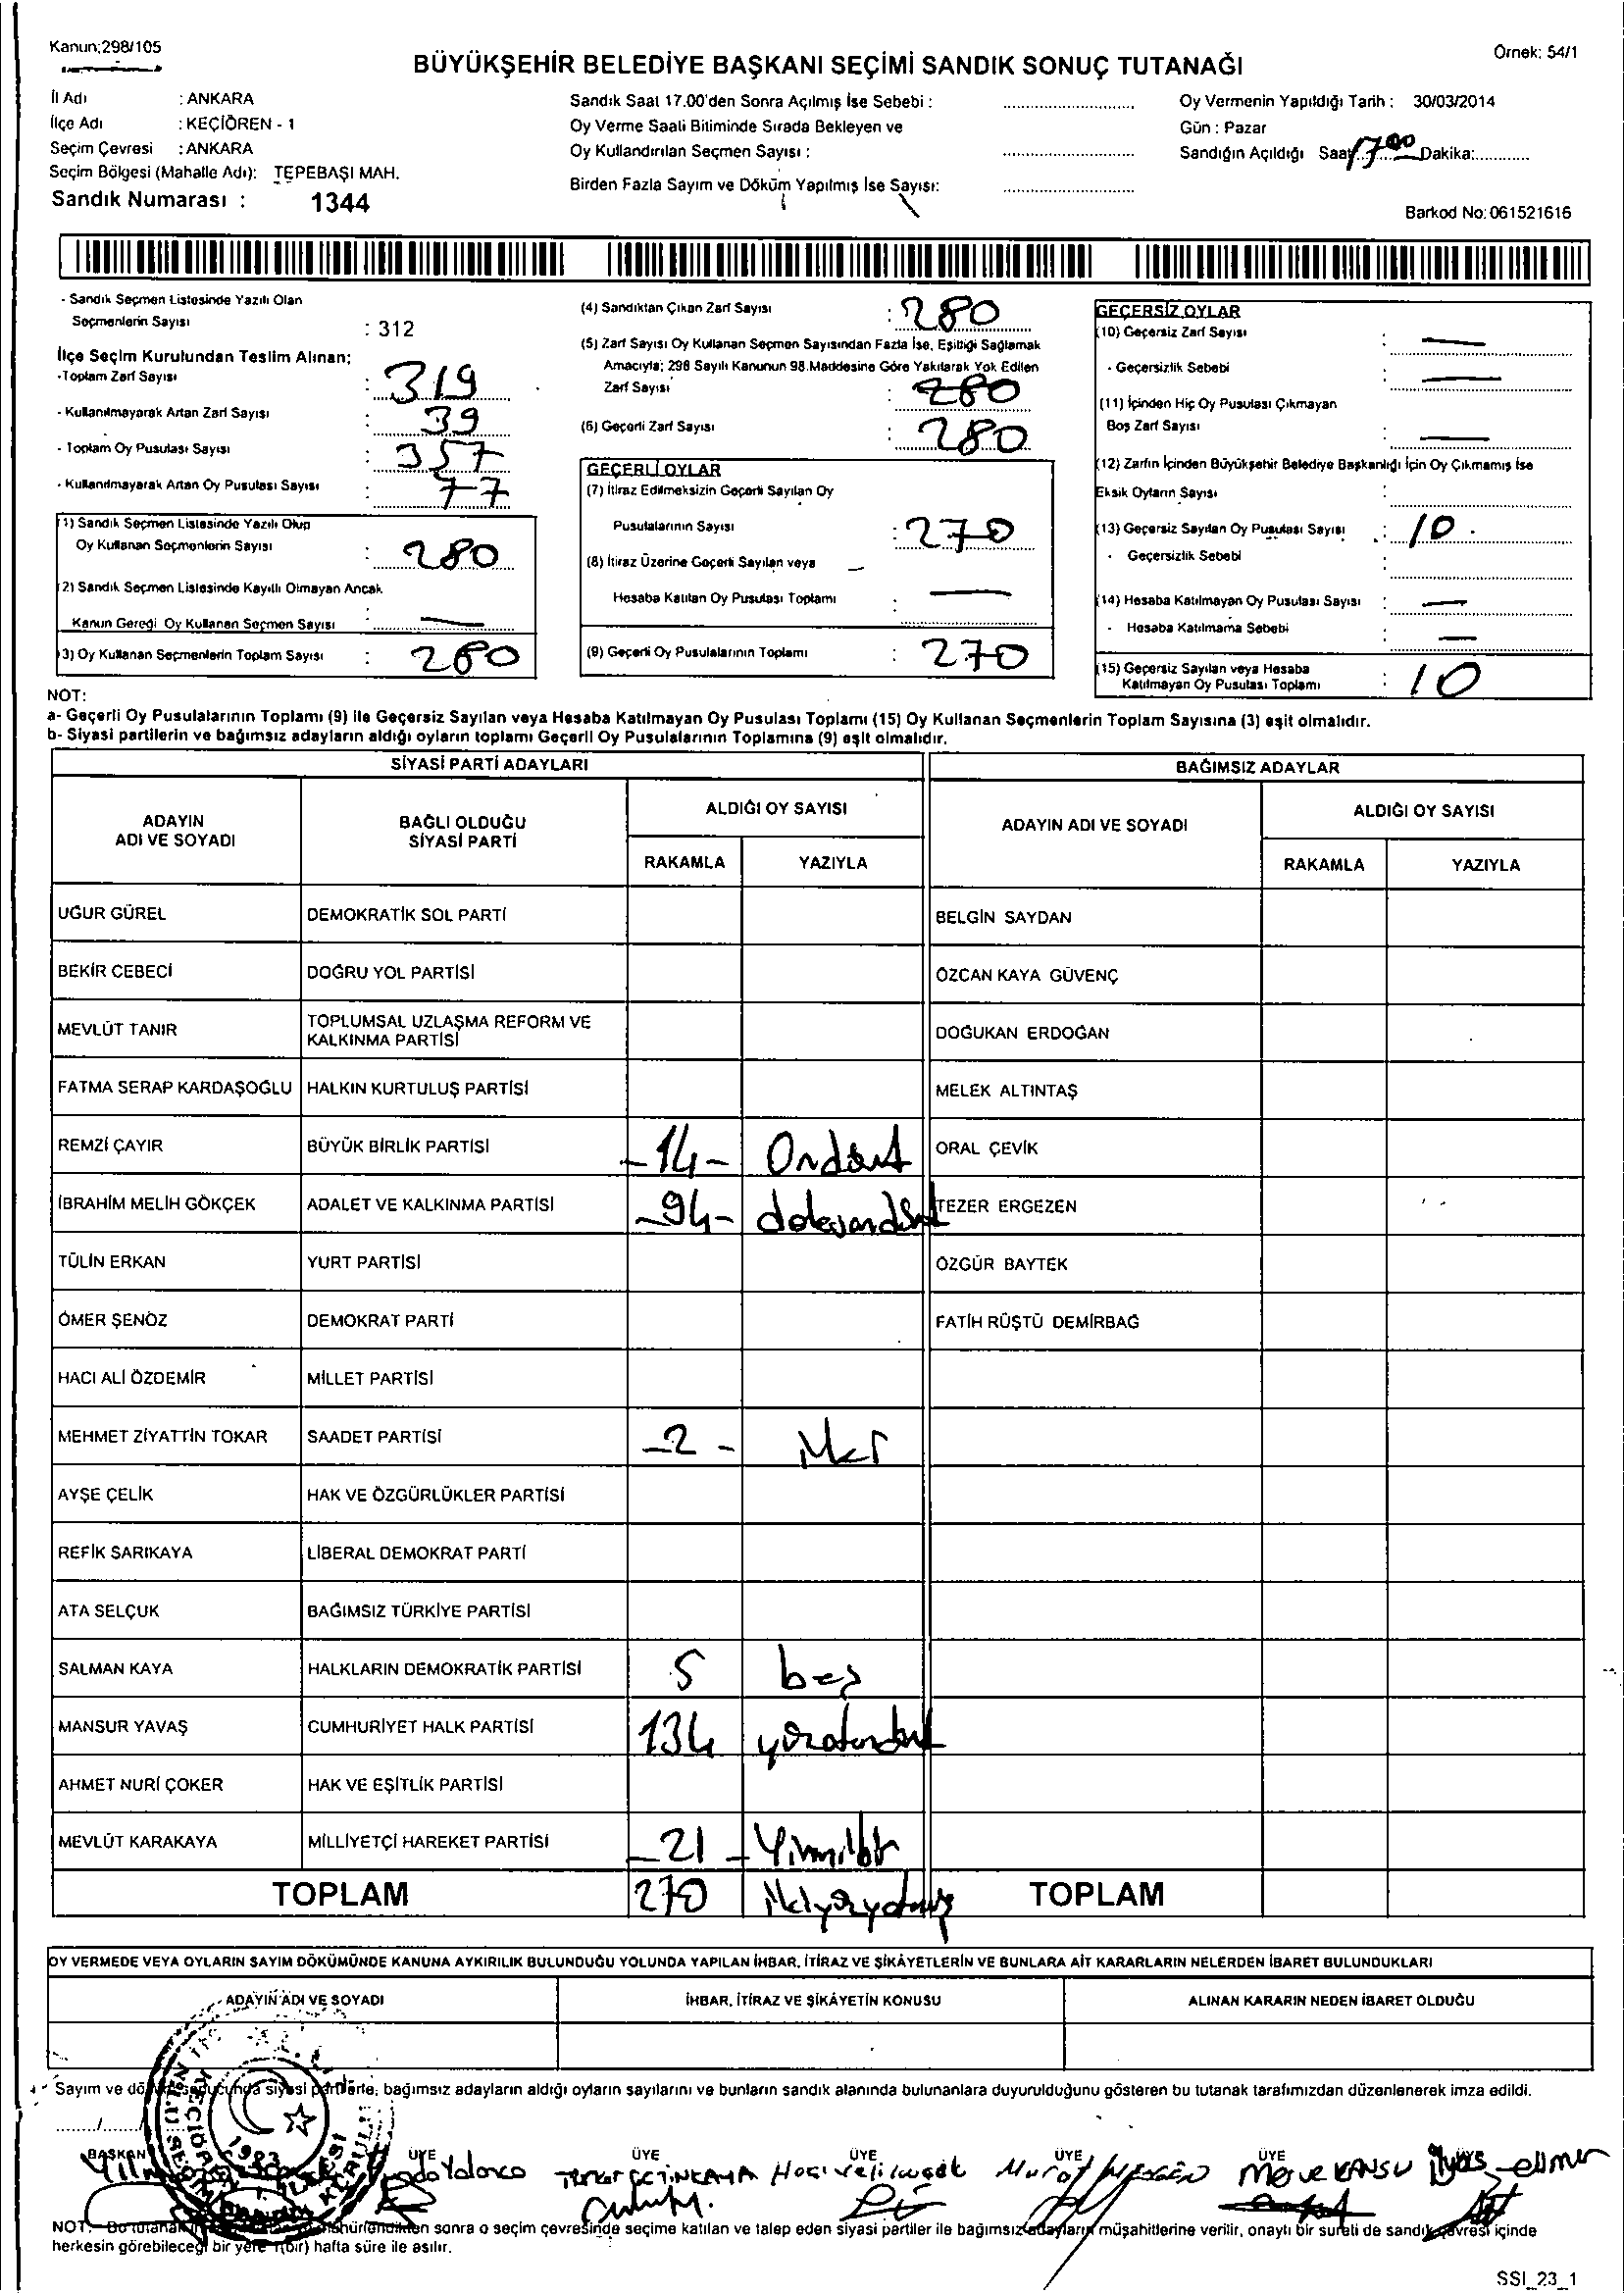 Kanun;298/105
Örnek: 54/1
BÜYÜKŞEHİR BELEDİYE BAŞKANI SEÇİMİ SANDIK SONUÇ TUTANAĞI
İl Adı : ANKARA
İlçe Adı : KEÇİÖREN - 1
Seçim Çevresi : ANKARA
Seçim Bölgesi (Mahalle Adı): TEPEBAŞI MAH.
Sandık Numarası : 1344
Sandık Saat 17.00'den Sonra Açılmış İse Sebebi :
Oy Verme Saati Bitiminde Sırada Bekleyen ve
Oy Kullandırılan Seçmen Sayısı :
Birden Fazla Sayım ve Döküm Yapılmış İse Sayısı:
Oy Vermenin Yapıldığı Tarih : 30/03/2014
Gün : Pazar
Sandığın Açıldığı Saat 17 00 Dakika:
Barkod No: 061521616
- Sandık Seçmen Listesinde Yazılı Olan
Seçmenlerin Sayısı : 312
İlçe Seçim Kurulundan Teslim Alınan;
-Toplam Zarf Sayısı : 319
- Kullanılmayarak Artan Zarf Sayısı : 39
- Toplam Oy Pusulası Sayısı : 357
- Kullanılmayarak Artan Oy Pusulası Sayısı : 77
(1) Sandık Seçmen Listesinde Yazılı Olup
Oy Kullanan Seçmenlerin Sayısı : 280
(2) Sandık Seçmen Listesinde Kayıtlı Olmayan Ancak
Kanun Gereği Oy Kullanan Seçmen Sayısı : —
(3) Oy Kullanan Seçmenlerin Toplam Sayısı : 280
(4) Sandıktan Çıkan Zarf Sayısı : 280
(5) Zarf Sayısı Oy Kullanan Seçmen Sayısından Fazla İse, Eşitliği Sağlamak
Amacıyla; 298 Sayılı Kanunun 98.Maddesine Göre Yakılarak Yok Edilen
Zarf Sayısı : 280
(6) Geçerli Zarf Sayısı : 280
GEÇERLİ OYLAR
(7) İtiraz Edilmeksizin Geçerli Sayılan Oy
Pusulalarının Sayısı : 270
(8) İtiraz Üzerine Geçerli Sayılan veya —
Hesaba Katılan Oy Pusulası Toplamı : —
(9) Geçerli Oy Pusulalarının Toplamı : 270
GEÇERSİZ OYLAR
(10) Geçersiz Zarf Sayısı : —
- Geçersizlik Sebebi : —
(11) İçinden Hiç Oy Pusulası Çıkmayan
Boş Zarf Sayısı : —
(12) Zarfın İçinden Büyükşehir Belediye Başkanlığı İçin Oy Çıkmamış İse
Eksik Oyların Sayısı :
(13) Geçersiz Sayılan Oy Pusulası Sayısı : 10
- Geçersizlik Sebebi :
(14) Hesaba Katılmayan Oy Pusulası Sayısı : —
- Hesaba Katılmama Sebebi : —
(15) Geçersiz Sayılan veya Hesaba
Katılmayan Oy Pusulası Toplamı : 10
NOT:
a- Geçerli Oy Pusulalarının Toplamı (9) ile Geçersiz Sayılan veya Hesaba Katılmayan Oy Pusulası Toplamı (15) Oy Kullanan Seçmenlerin Toplam Sayısına (3) eşit olmalıdır.
b- Siyasi partilerin ve bağımsız adayların aldığı oyların toplamı Geçerli Oy Pusulalarının Toplamına (9) eşit olmalıdır.
SİYASİ PARTİ ADAYLARI
BAĞIMSIZ ADAYLAR
ADAYIN
ADI VE SOYADI
BAĞLI OLDUĞU
SİYASİ PARTİ
ALDIĞI OY SAYISI
RAKAMLA YAZIYLA
ADAYIN ADI VE SOYADI
ALDIĞI OY SAYISI
RAKAMLA YAZIYLA
UĞUR GÜREL DEMOKRATİK SOL PARTİ BELGİN SAYDAN
BEKİR CEBECİ DOĞRU YOL PARTİSİ ÖZCAN KAYA GÜVENÇ
MEVLÜT TANIR TOPLUMSAL UZLAŞMA REFORM VE
KALKINMA PARTİSİ DOĞUKAN ERDOĞAN
FATMA SERAP KARDAŞOĞLU HALKIN KURTULUŞ PARTİSİ MELEK ALTINTAŞ
REMZİ ÇAYIR BÜYÜK BİRLİK PARTİSİ -14- Ondört ORAL ÇEVİK
İBRAHİM MELİH GÖKÇEK ADALET VE KALKINMA PARTİSİ -94- doksandört TEZER ERGEZEN
TÜLİN ERKAN YURT PARTİSİ ÖZGÜR BAYTEK
ÖMER ŞENÖZ DEMOKRAT PARTİ FATİH RÜŞTÜ DEMİRBAĞ
HACI ALİ ÖZDEMİR MİLLET PARTİSİ
MEHMET ZİYATTİN TOKAR SAADET PARTİSİ -2- iki
AYŞE ÇELİK HAK VE ÖZGÜRLÜKLER PARTİSİ
REFİK SARIKAYA LİBERAL DEMOKRAT PARTİ
ATA SELÇUK BAĞIMSIZ TÜRKİYE PARTİSİ
SALMAN KAYA HALKLARIN DEMOKRATİK PARTİSİ 5 beş
MANSUR YAVAŞ CUMHURİYET HALK PARTİSİ 134 yüzotuzdört
AHMET NURİ ÇOKER HAK VE EŞİTLİK PARTİSİ
MEVLÜT KARAKAYA MİLLİYETÇİ HAREKET PARTİSİ -21- Yirmibir
TOPLAM 270 ikiyüzyetmiş TOPLAM
OY VERMEDE VEYA OYLARIN SAYIM DÖKÜMÜNDE KANUNA AYKIRILIK BULUNDUĞU YOLUNDA YAPILAN İHBAR, İTİRAZ VE ŞİKÂYETLERİN VE BUNLARA AİT KARARLARIN NELERDEN İBARET BULUNDUKLARI
ADAYIN ADI VE SOYADI İHBAR, İTİRAZ VE ŞİKÂYETİN KONUSU ALINAN KARARIN NEDEN İBARET OLDUĞU
Sayım ve döküm sonucunda siyasi partilerle, bağımsız adayların aldığı oyların sayılarını ve bunların sandık alanında bulunanlara duyurulduğunu gösteren bu tutanak tarafımızdan düzenlenerek imza edildi.
BAŞKAN ÜYE ÜYE ÜYE ÜYE ÜYE ÜYE
Yalonco ÇETİNKAYA Hacı Veli Murat Merve KANSU İlyas
1983
NOT: Bu tutanak sonra o seçim çevresinde seçime katılan ve talep eden siyasi partiler ile bağımsız adayların müşahitlerine verilir, onaylı bir sureti de sandık çevresi içinde
herkesin görebileceği bir yere 1(bir) hafta süre ile asılır.
SSI_23_1